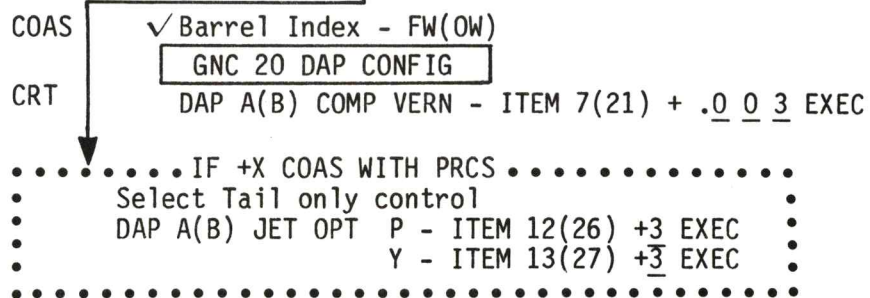 COAS √ Barrel Index - FW(OW)
GNC 20 DAP CONFIG
CRT DAP A(B) COMP VERN - ITEM 7(21) + .0 0 3 EXEC
IF +X COAS WITH PRCS
Select Tail only control
DAP A(B) JET OPT P - ITEM 12(26) +3 EXEC
Y - ITEM 13(27) +3 EXEC